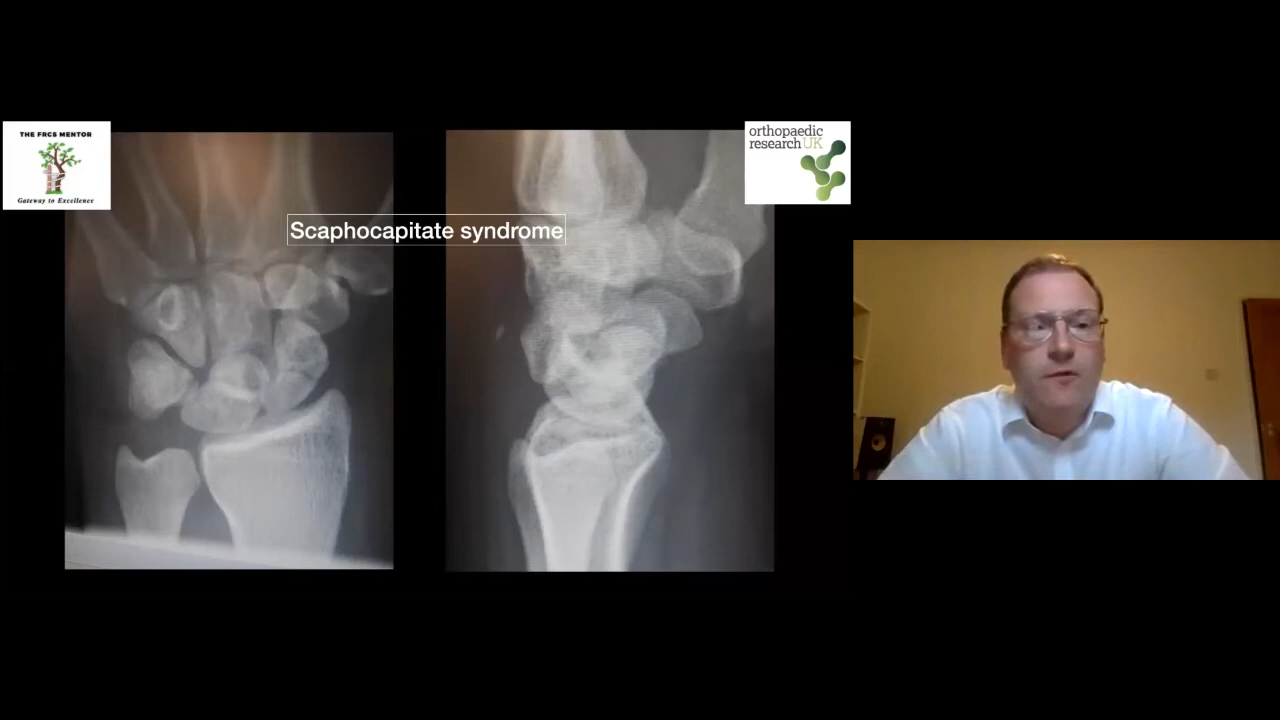 THE FRCS MENTOR
Gateway to Excellence
orthopaedic
research UK
Scaphocapitate syndrome